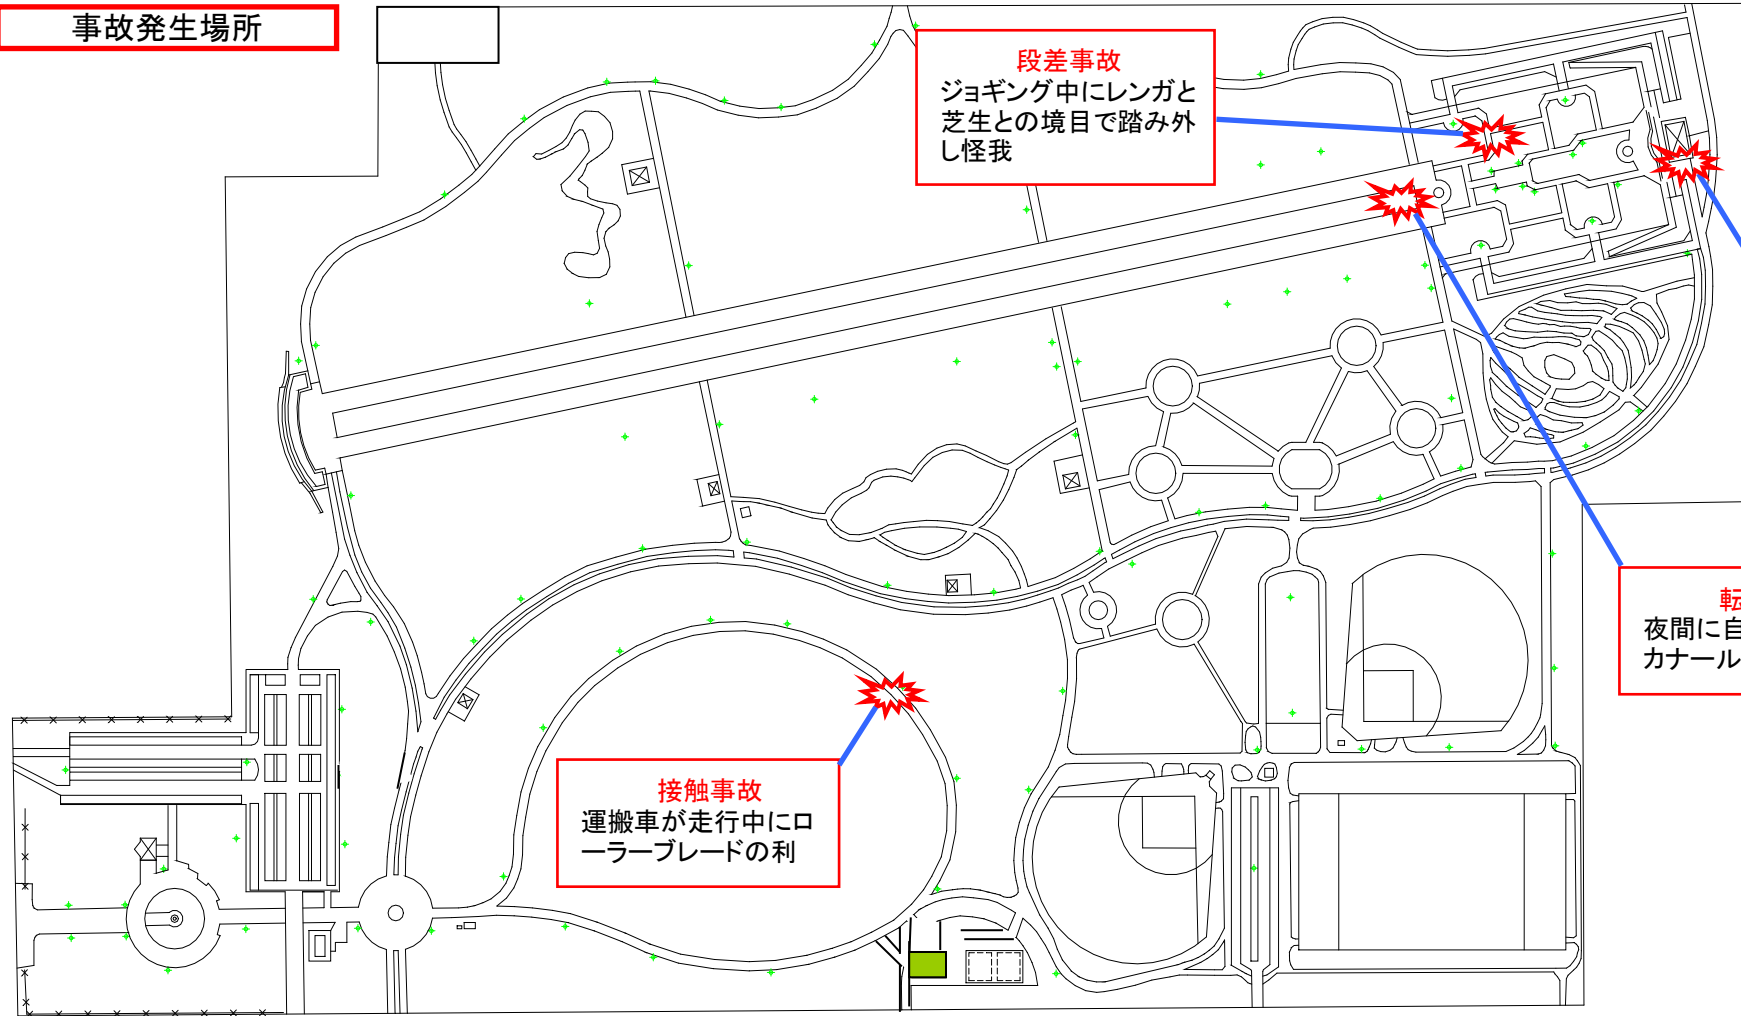 事故発生場所
段差事故
ジョギング中にレンガと
芝生との境目で踏み外
し怪我
転
夜間に自
カナール
接触事故
運搬車が走行中にロ
ーラーブレードの利